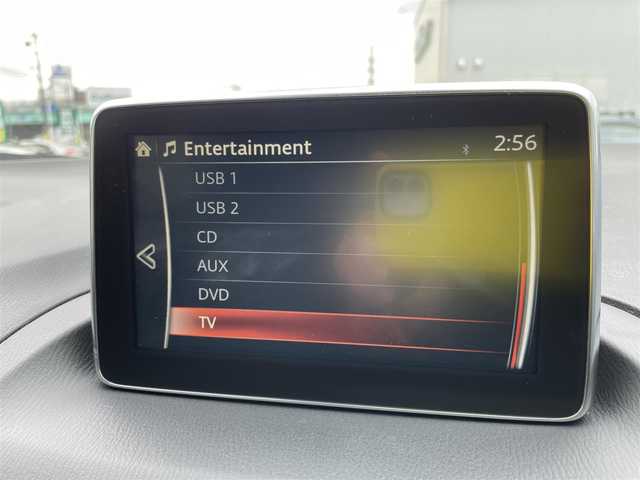 Entertainment 2:56
USB 1
USB 2
CD
AUX
DVD
TV